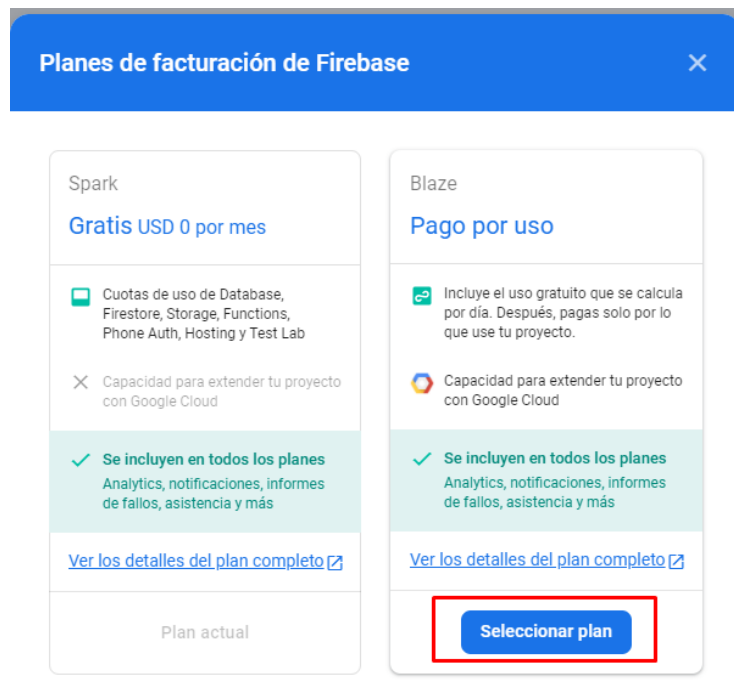 Planes de facturación de Firebase
Spark
Gratis USD 0 por mes
Cuotas de uso de Database,
Firestore, Storage, Functions,
Phone Auth, Hosting y Test Lab
Capacidad para extender tu proyecto
con Google Cloud
Se incluyen en todos los planes
Analytics, notificaciones, informes
de fallos, asistencia y más
Ver los detalles del plan completo
Plan actual
Blaze
Pago por uso
Incluye el uso gratuito que se calcula
por día. Después, pagas solo por lo
que use tu proyecto.
Capacidad para extender tu proyecto
con Google Cloud
Se incluyen en todos los planes
Analytics, notificaciones, informes
de fallos, asistencia y más
Ver los detalles del plan completo
Seleccionar plan